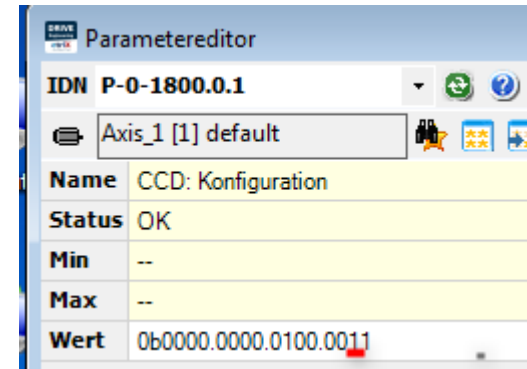 Parametereditor
IDN P-0-1800.0.1
Axis_1 [1] default
Name CCD: Konfiguration
Status OK
Min --
Max --
Wert 0b0000.0000.0100.0011